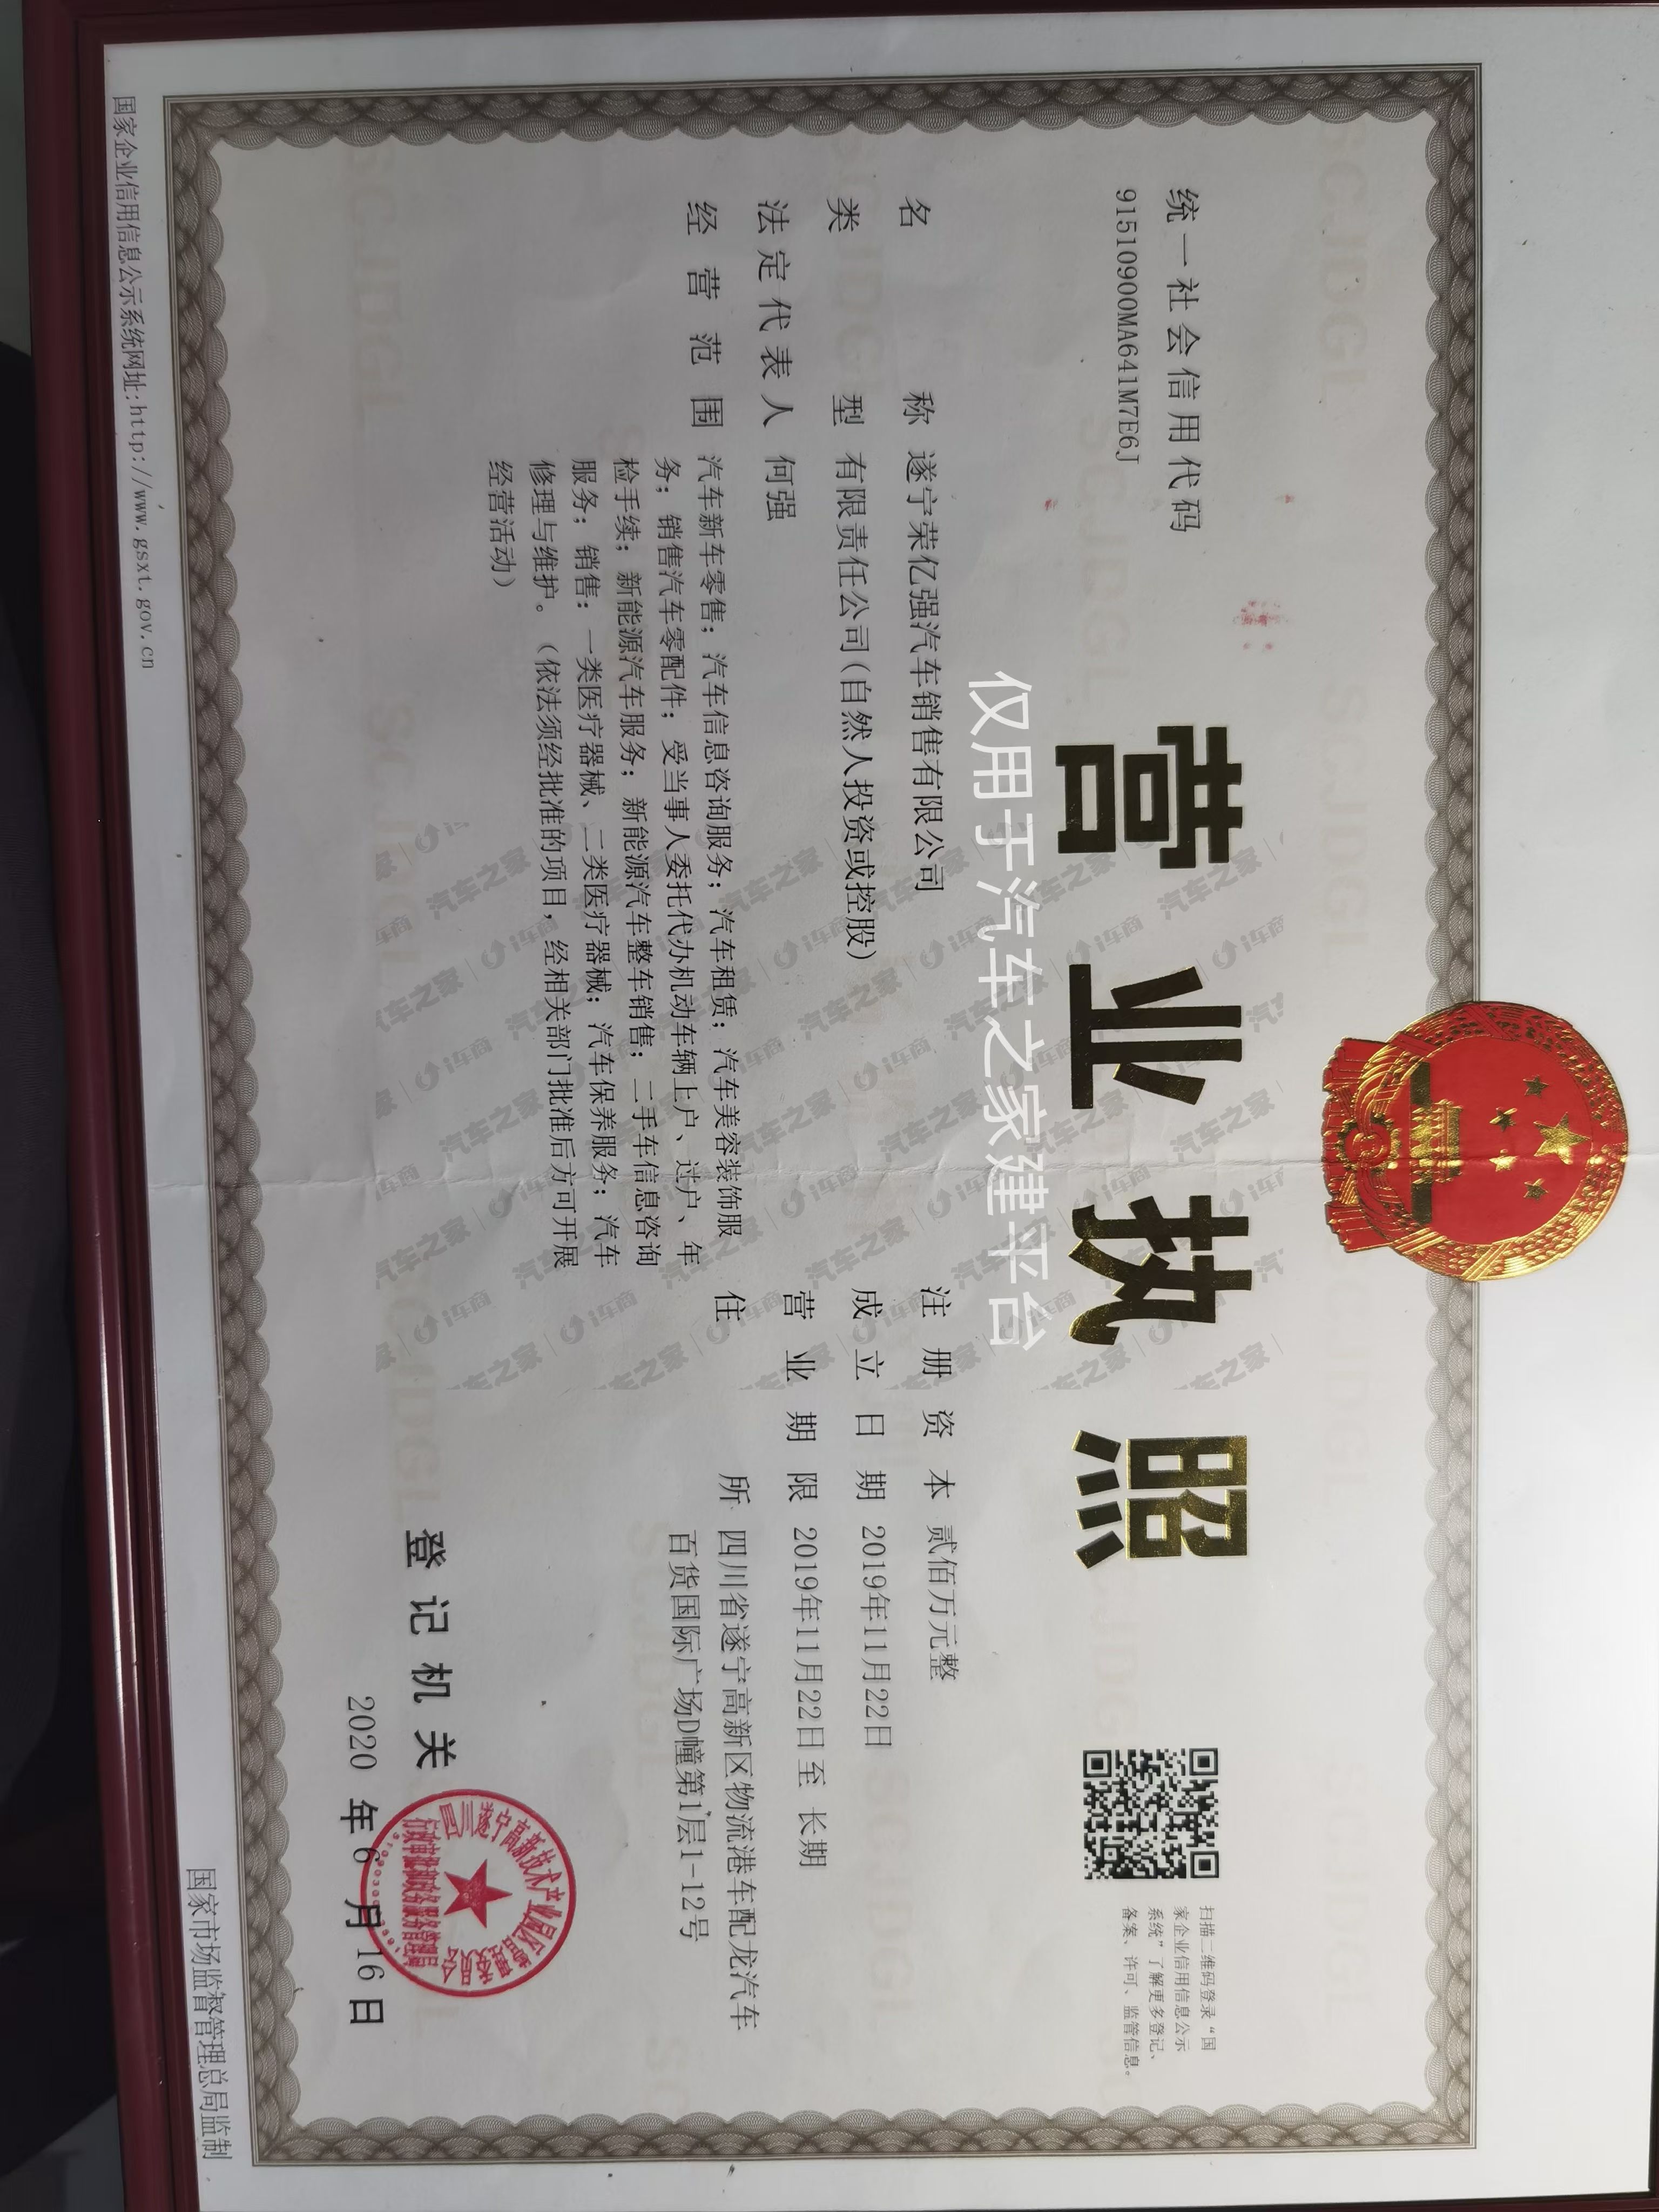 营业执照
统一社会信用代码
91510900MA641M7E6J
扫描二维码登录“国
家企业信用信息公示
系统”了解更多登记、
备案、许可、监管信息。
名称 遂宁荣亿强汽车销售有限公司
类型 有限责任公司(自然人投资或控股)
法定代表人 何强
经营范围 汽车新车零售；汽车信息咨询服务；汽车租赁；汽车美容装饰服
务；销售汽车零配件；受当事人委托代办机动车辆上户、过户、年
检手续；新能源汽车服务；新能源汽车整车销售；二手车信息咨询
服务；销售：一类医疗器械、二类医疗器械；汽车保养服务；汽车
修理与维护。（依法须经批准的项目，经相关部门批准后方可开展
经营活动）
注册资本 贰佰万元整
成立日期 2019年11月22日
营业期限 2019年11月22日至 长期
住所 四川省遂宁高新区物流港车配龙汽车
百货国际广场D幢第1层1-12号
登记机关
2020 年 6 月 16 日
国家企业信用信息公示系统网址:http://www.gsxt.gov.cn
国家市场监督管理总局监制
仅用于汽车之家建平台
汽车之家 i车商
SCJDGL